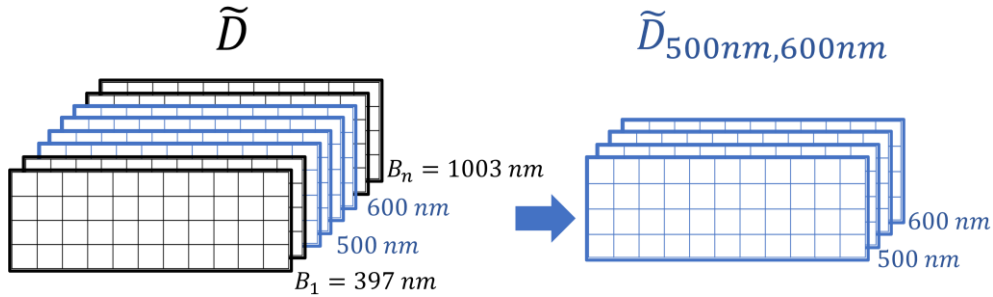 D̃
D̃500nm,600nm
Bn = 1003 nm
600 nm
500 nm
B1 = 397 nm
600 nm
500 nm